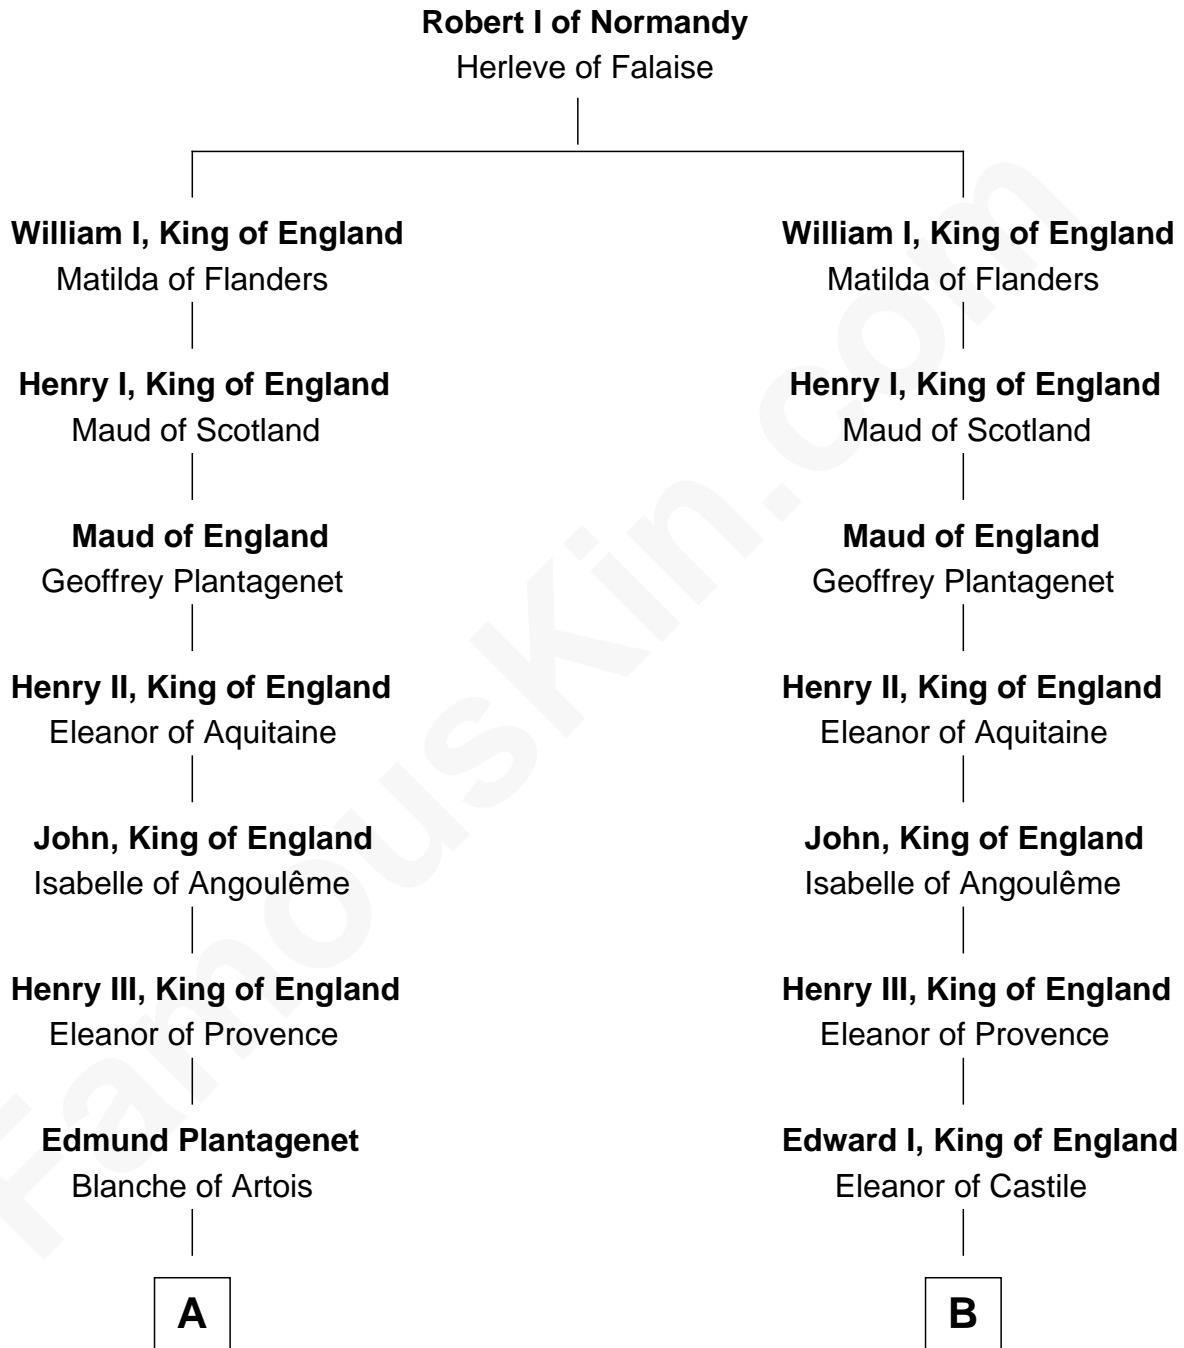 Robert I of Normandy
Herleve of Falaise
William I, King of England
Matilda of Flanders
Henry I, King of England
Maud of Scotland
Maud of England
Geoffrey Plantagenet
Henry II, King of England
Eleanor of Aquitaine
John, King of England
Isabelle of Angoulême
Henry III, King of England
Eleanor of Provence
Edmund Plantagenet
Blanche of Artois
A
William I, King of England
Matilda of Flanders
Henry I, King of England
Maud of Scotland
Maud of England
Geoffrey Plantagenet
Henry II, King of England
Eleanor of Aquitaine
John, King of England
Isabelle of Angoulême
Henry III, King of England
Eleanor of Provence
Edward I, King of England
Eleanor of Castile
B
FamousKin.com